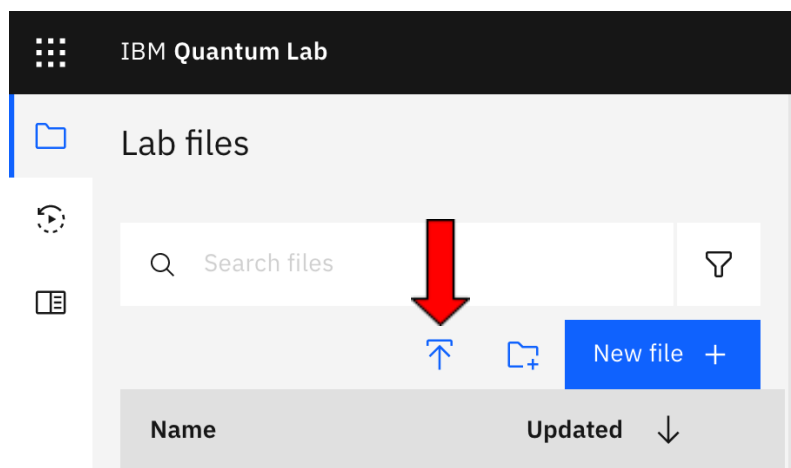 IBM Quantum Lab
Lab files
Search files
New file
Name Updated